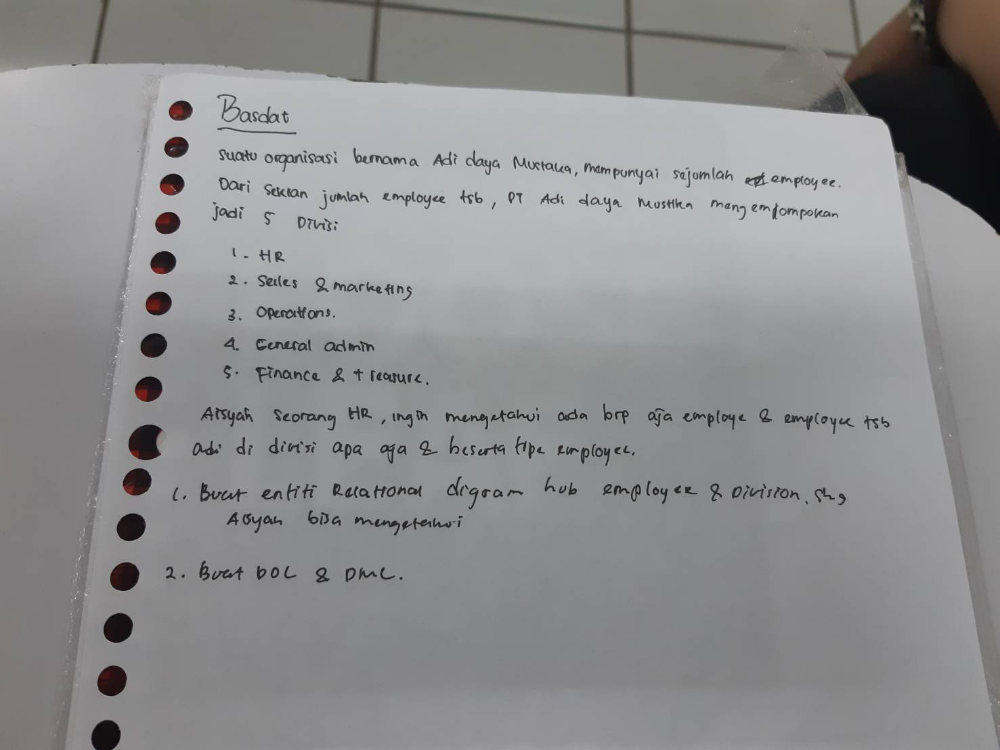 Basdat
suatu organisasi bernama Adi daya Mustaka, mempunyai sejumlah employee.
Dari sekian jumlah employee tsb, PT Adi daya Mustika mengemlompokan
jadi 5 Divisi
1. HR
2. Selles & marketing
3. Operations.
4. General admin
5. Finance & treasure.
Aisyah seorang HR, ingin mengetahui ada brp aja employe & employee tsb
adi di divisi apa aja & beserta tipe employee.
1. Buat entiti Relational digram hub employee & Division. shg
Aisyah bisa mengetahui
2. Buat DDL & DML.